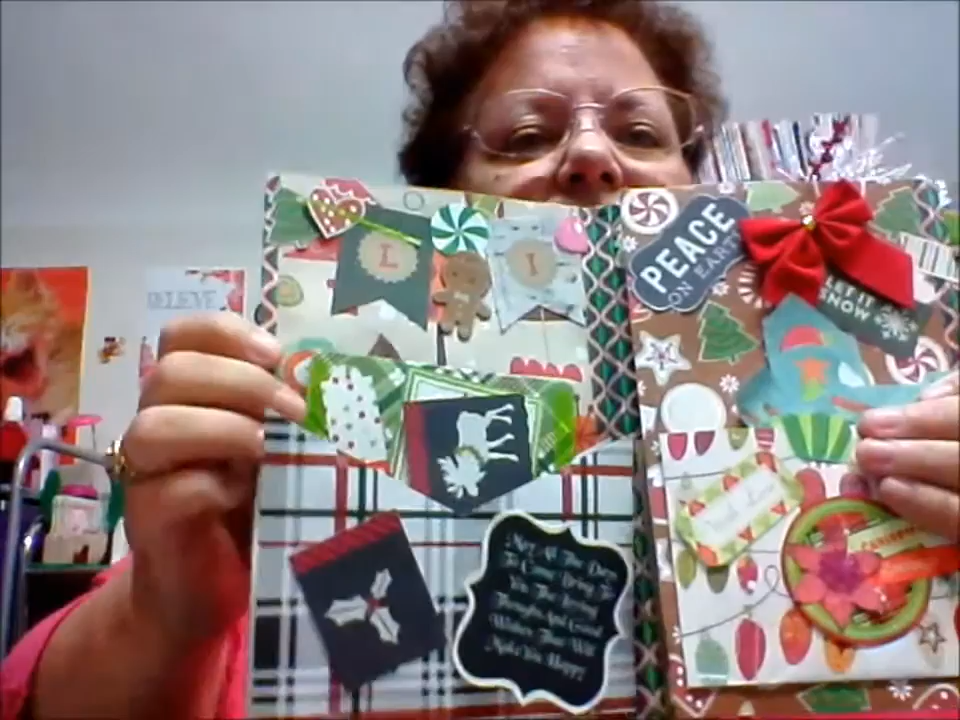 BELIEVE
L
I
PEACE
ON EARTH
LET IT
SNOW
May All The Days
To Come Bring To
You The Loving
Thoughts And Good
Wishes That Will
Make You Happy